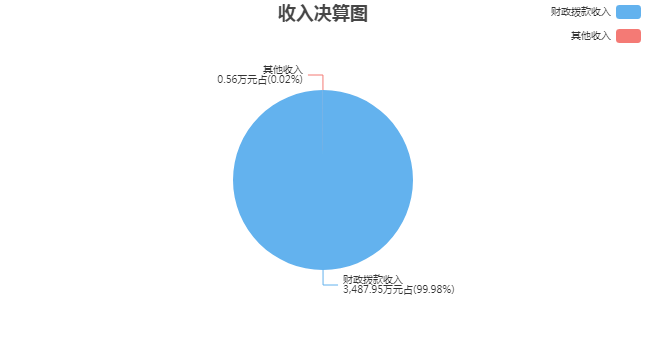 收入决算图
财政拨款收入
其他收入
其他收入
0.56万元占(0.02%)
财政拨款收入
3,487.95万元占(99.98%)